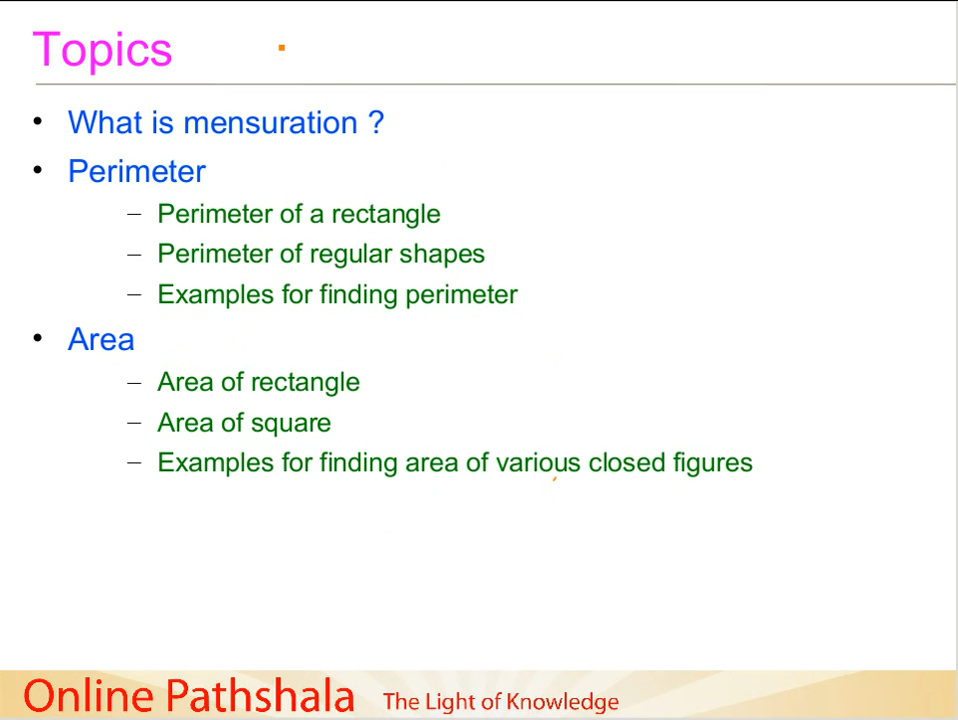 Topics
• What is mensuration ?
• Perimeter
– Perimeter of a rectangle
– Perimeter of regular shapes
– Examples for finding perimeter
• Area
– Area of rectangle
– Area of square
– Examples for finding area of various closed figures
Online Pathshala The Light of Knowledge